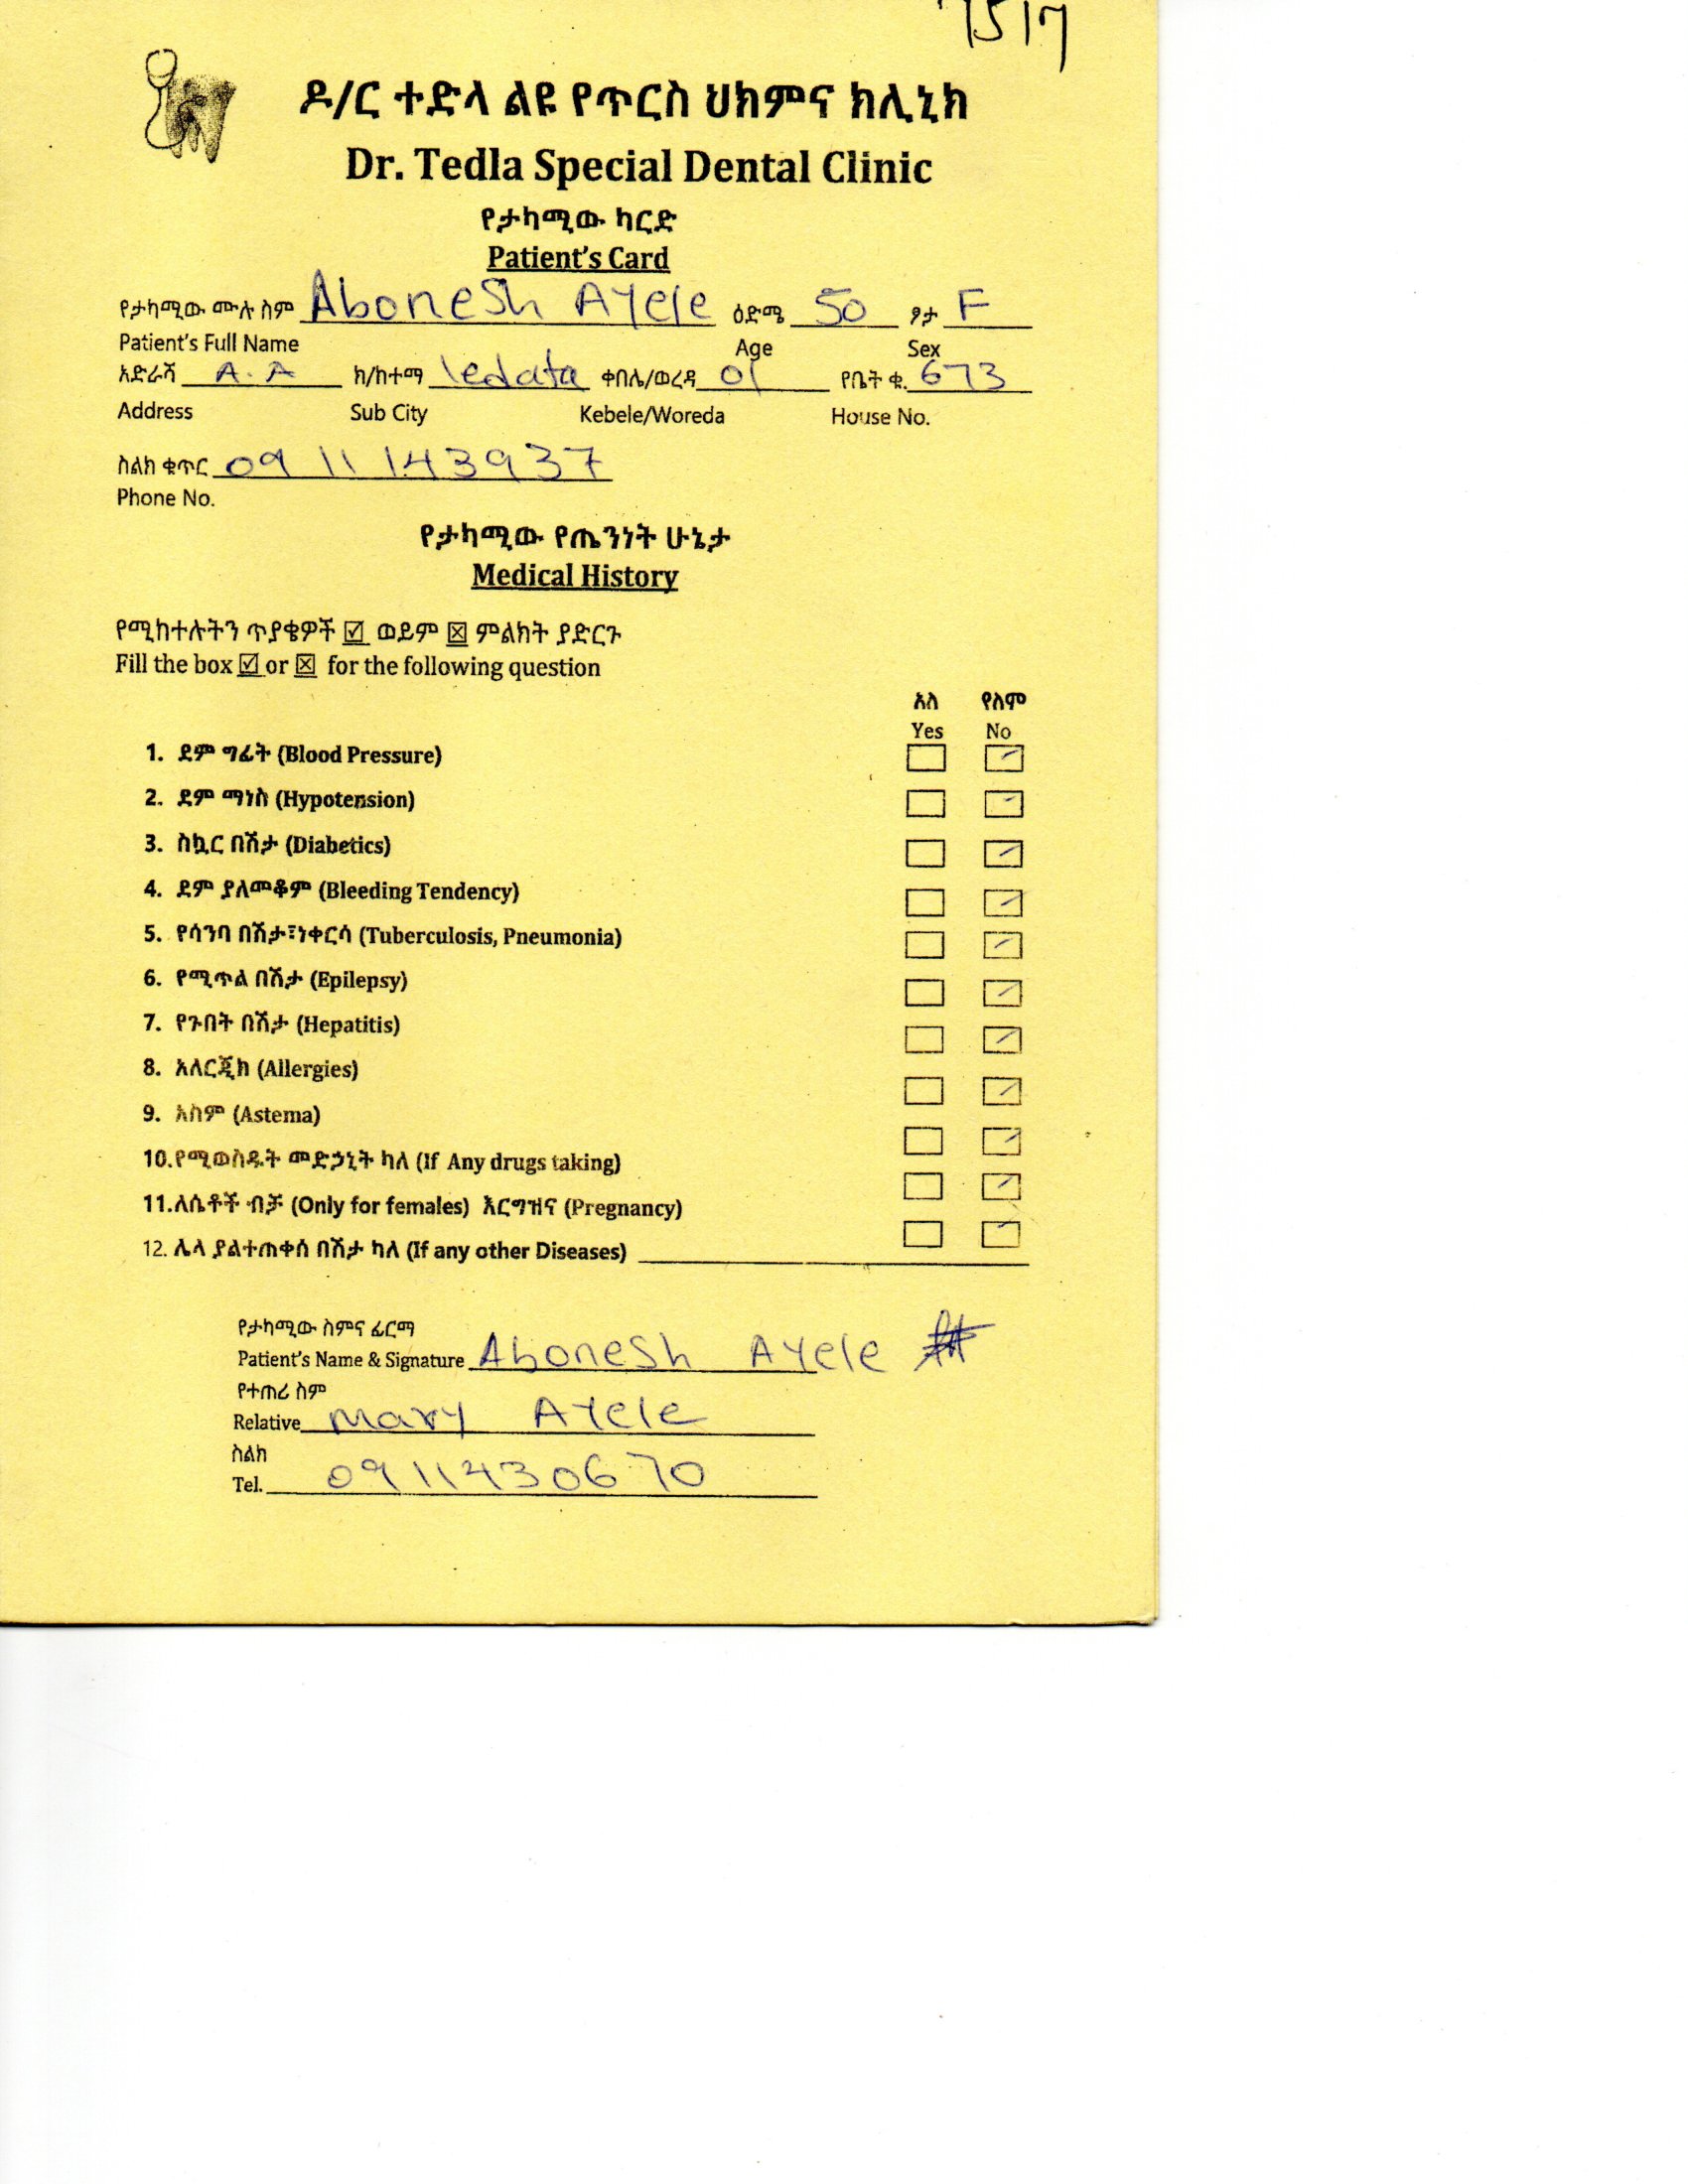 7517
ዶ/ር ተድላ ልዩ የጥርስ ህክምና ክሊኒክ
Dr. Tedla Special Dental Clinic
የታካሚው ካርድ
Patient's Card
የታካሚው ሙሉ ስም Abonesh Ayele ዕድሜ 50 ፆታ F
Patient's Full Name Age Sex
አድራሻ A.A ክ/ከተማ ledata ቀበሌ/ወረዳ 01 የቤት ቁ. 673
Address Sub City Kebele/Woreda House No.
ስልክ ቁጥር 0911143937
Phone No.
የታካሚው የጤንነት ሁኔታ
Medical History
የሚከተሉትን ጥያቄዎች ☑ ወይም ☒ ምልክት ያድርጉ
Fill the box ☑ or ☒ for the following question
አለ የለም
Yes No
1. ደም ግፊት (Blood Pressure)
2. ደም ማነስ (Hypotension)
3. ስኳር በሽታ (Diabetics)
4. ደም ያለመቆም (Bleeding Tendency)
5. የሳንባ በሽታ፣ነቀርሳ (Tuberculosis, Pneumonia)
6. የሚጥል በሽታ (Epilepsy)
7. የጉበት በሽታ (Hepatitis)
8. አለርጂክ (Allergies)
9. አስም (Astema)
10.የሚወስዱት መድኃኒት ካለ (If Any drugs taking)
11.ለሴቶች ብቻ (Only for females) እርግዝና (Pregnancy)
12. ሌላ ያልተጠቀሰ በሽታ ካለ (If any other Diseases)
የታካሚው ስምና ፊርማ
Patient's Name & Signature Abonesh Ayele
የተጠሪ ስም
Relative Mary Ayele
ስልክ
Tel. 0911430670